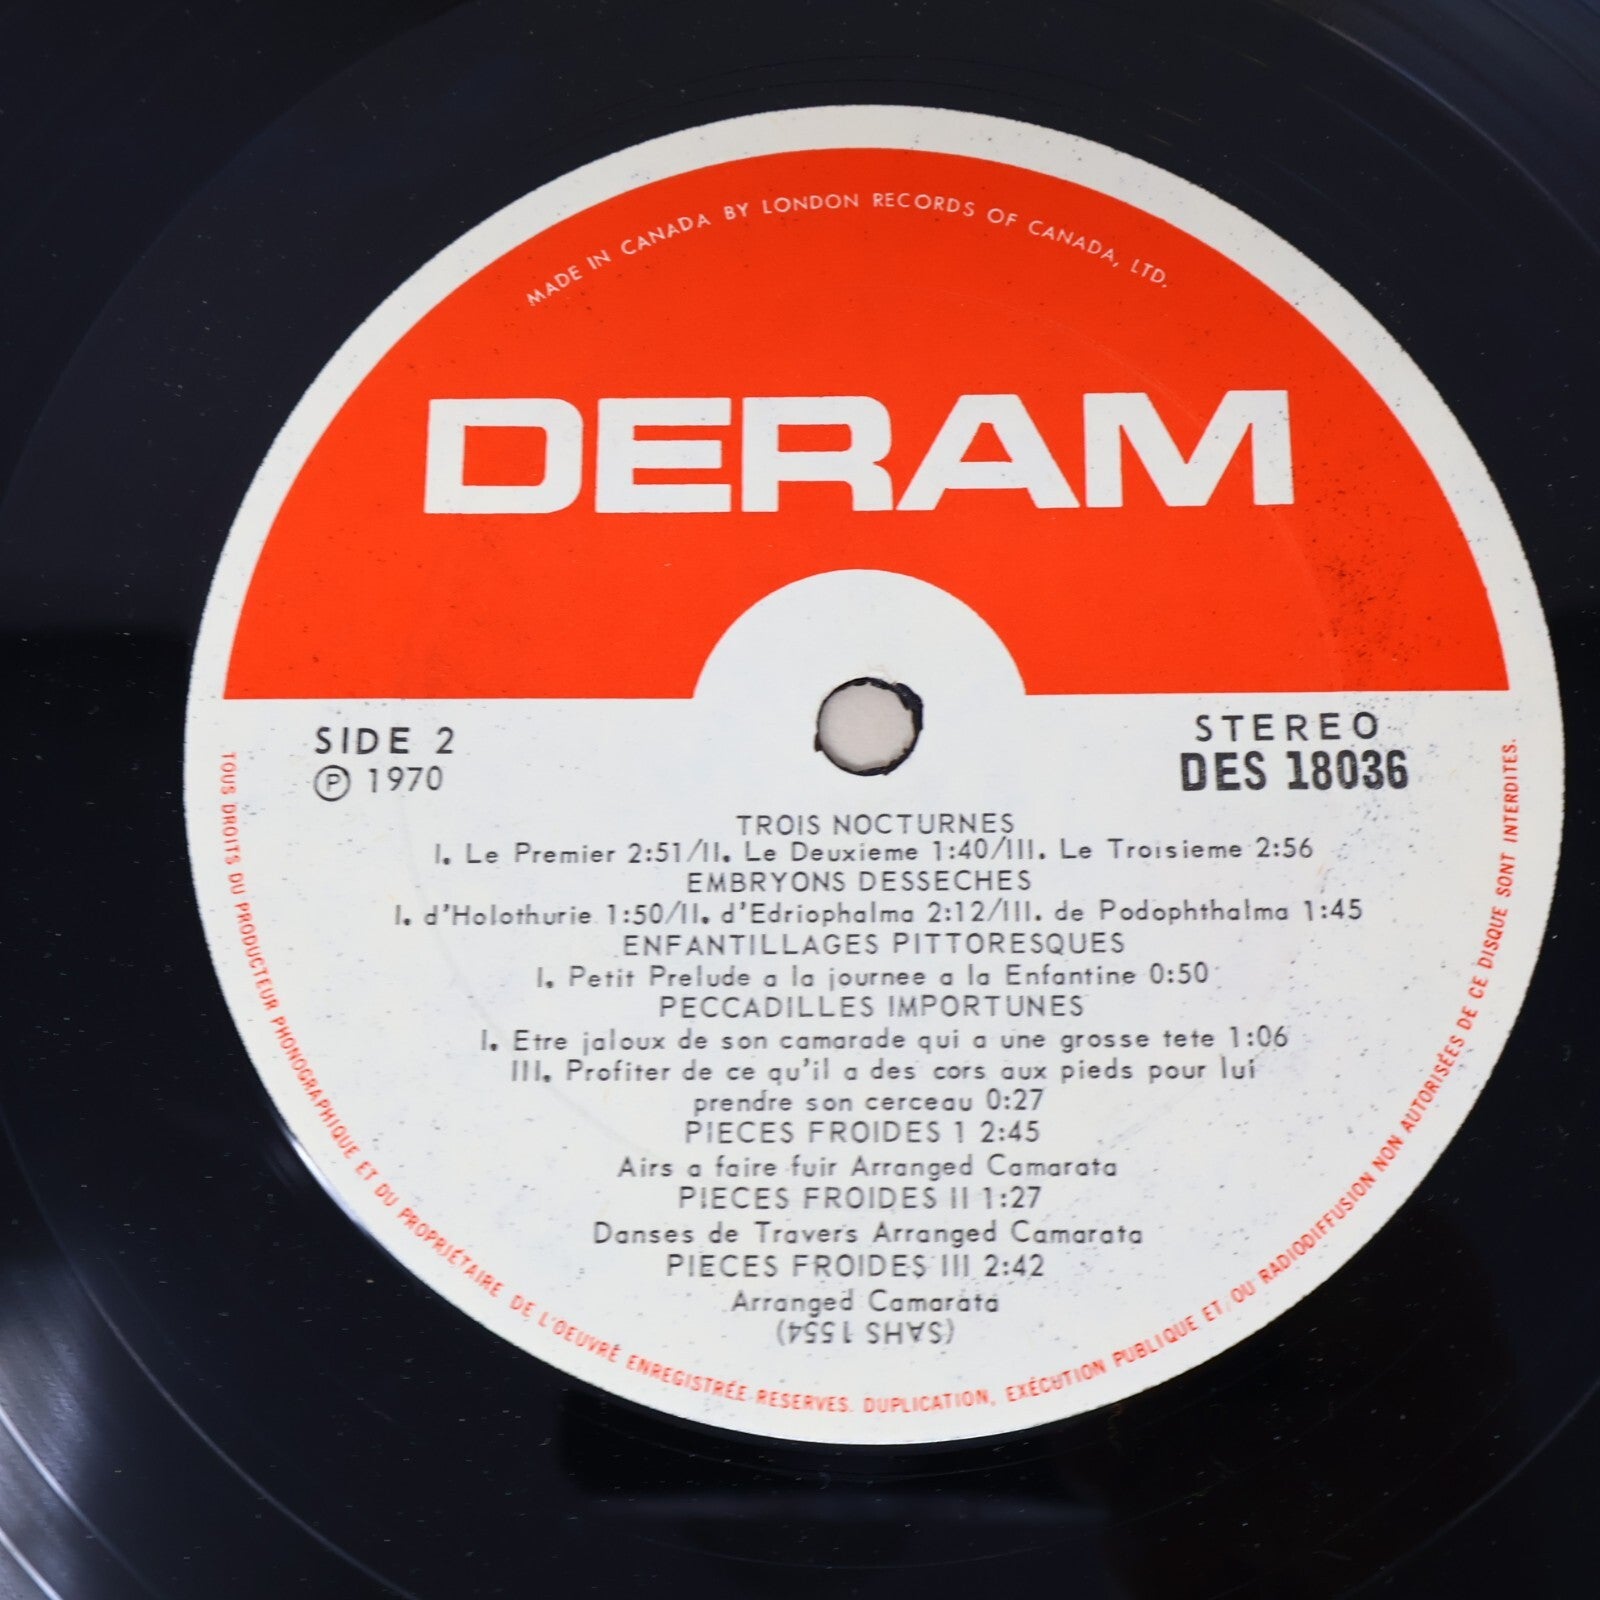 MADE IN CANADA BY LONDON RECORDS OF CANADA, LTD.
DERAM
SIDE 2
℗ 1970
STEREO
DES 18036
TROIS NOCTURNES
I. Le Premier 2:51/II. Le Deuxieme 1:40/III. Le Troisieme 2:56
EMBRYONS DESSECHES
I. d'Holothurie 1:50/II. d'Edriophalma 2:12/III. de Podophthalma 1:45
ENFANTILLAGES PITTORESQUES
I. Petit Prelude a la journee a la Enfantine 0:50
PECCADILLES IMPORTUNES
I. Etre jaloux de son camarade qui a une grosse tete 1:06
III. Profiter de ce qu'il a des cors aux pieds pour lui
prendre son cerceau 0:27
PIECES FROIDES I 2:45
Airs a faire fuir Arranged Camarata
PIECES FROIDES II 1:27
Danses de Travers Arranged Camarata
PIECES FROIDES III 2:42
Arranged Camarata
(SAHS 1554)
TOUS DROITS DU PRODUCTEUR PHONOGRAPHIQUE ET DU PROPRIÉTAIRE DE L'OEUVRE ENREGISTRÉE RESERVES. DUPLICATION, EXÉCUTION PUBLIQUE ET/OU RADIODIFFUSION NON AUTORISÉES DE CE DISQUE SONT INTERDITES.